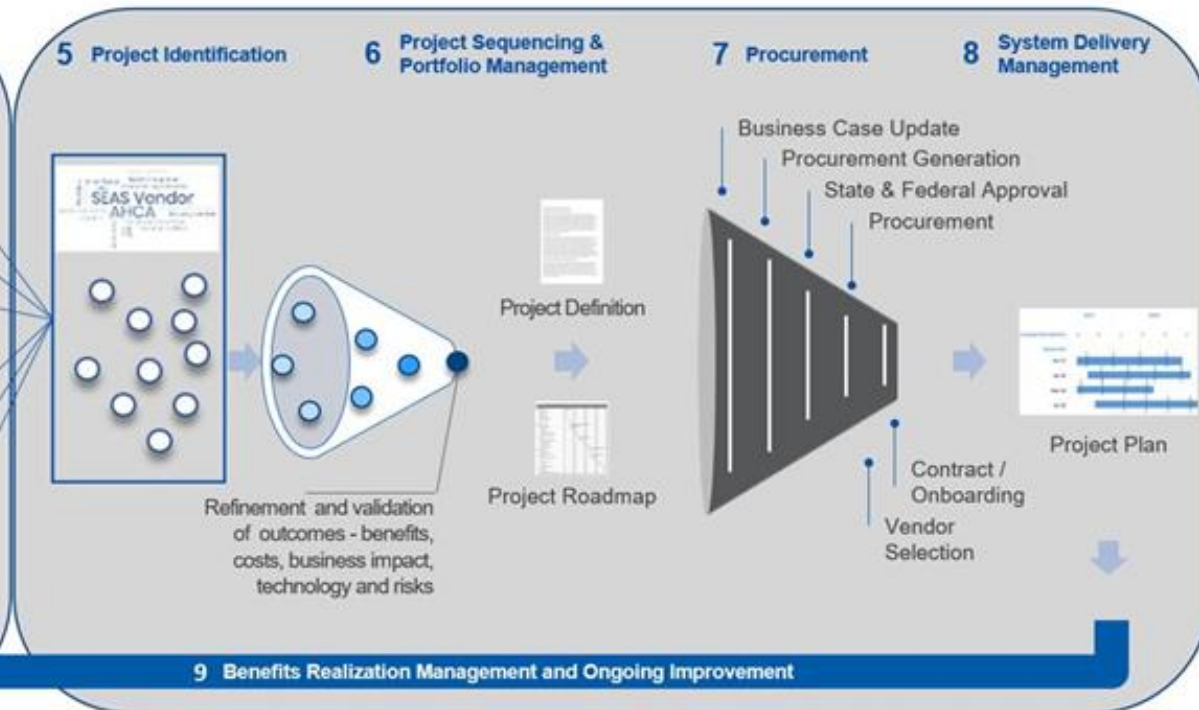 5 Project Identification
6 Project Sequencing &
Portfolio Management
7 Procurement
8 System Delivery
Management
SEAS Vendor
AHCA
Business Case Update
Procurement Generation
State & Federal Approval
Procurement
Project Definition
Project Roadmap
Refinement and validation
of outcomes - benefits,
costs, business impact,
technology and risks
Contract /
Onboarding
Vendor
Selection
Project Plan
9 Benefits Realization Management and Ongoing Improvement